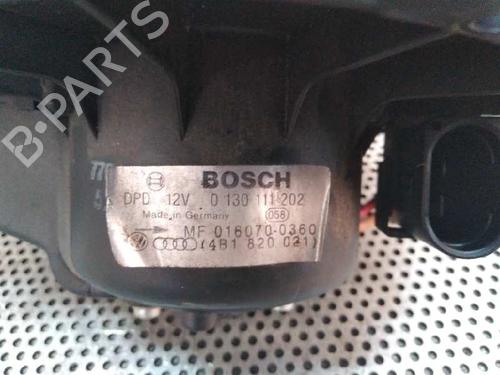 B-PARTS
BOSCH
DPD 12V 0 130 111 202
Made in Germany 058
MF 016070-0360
(4B1 820 021)